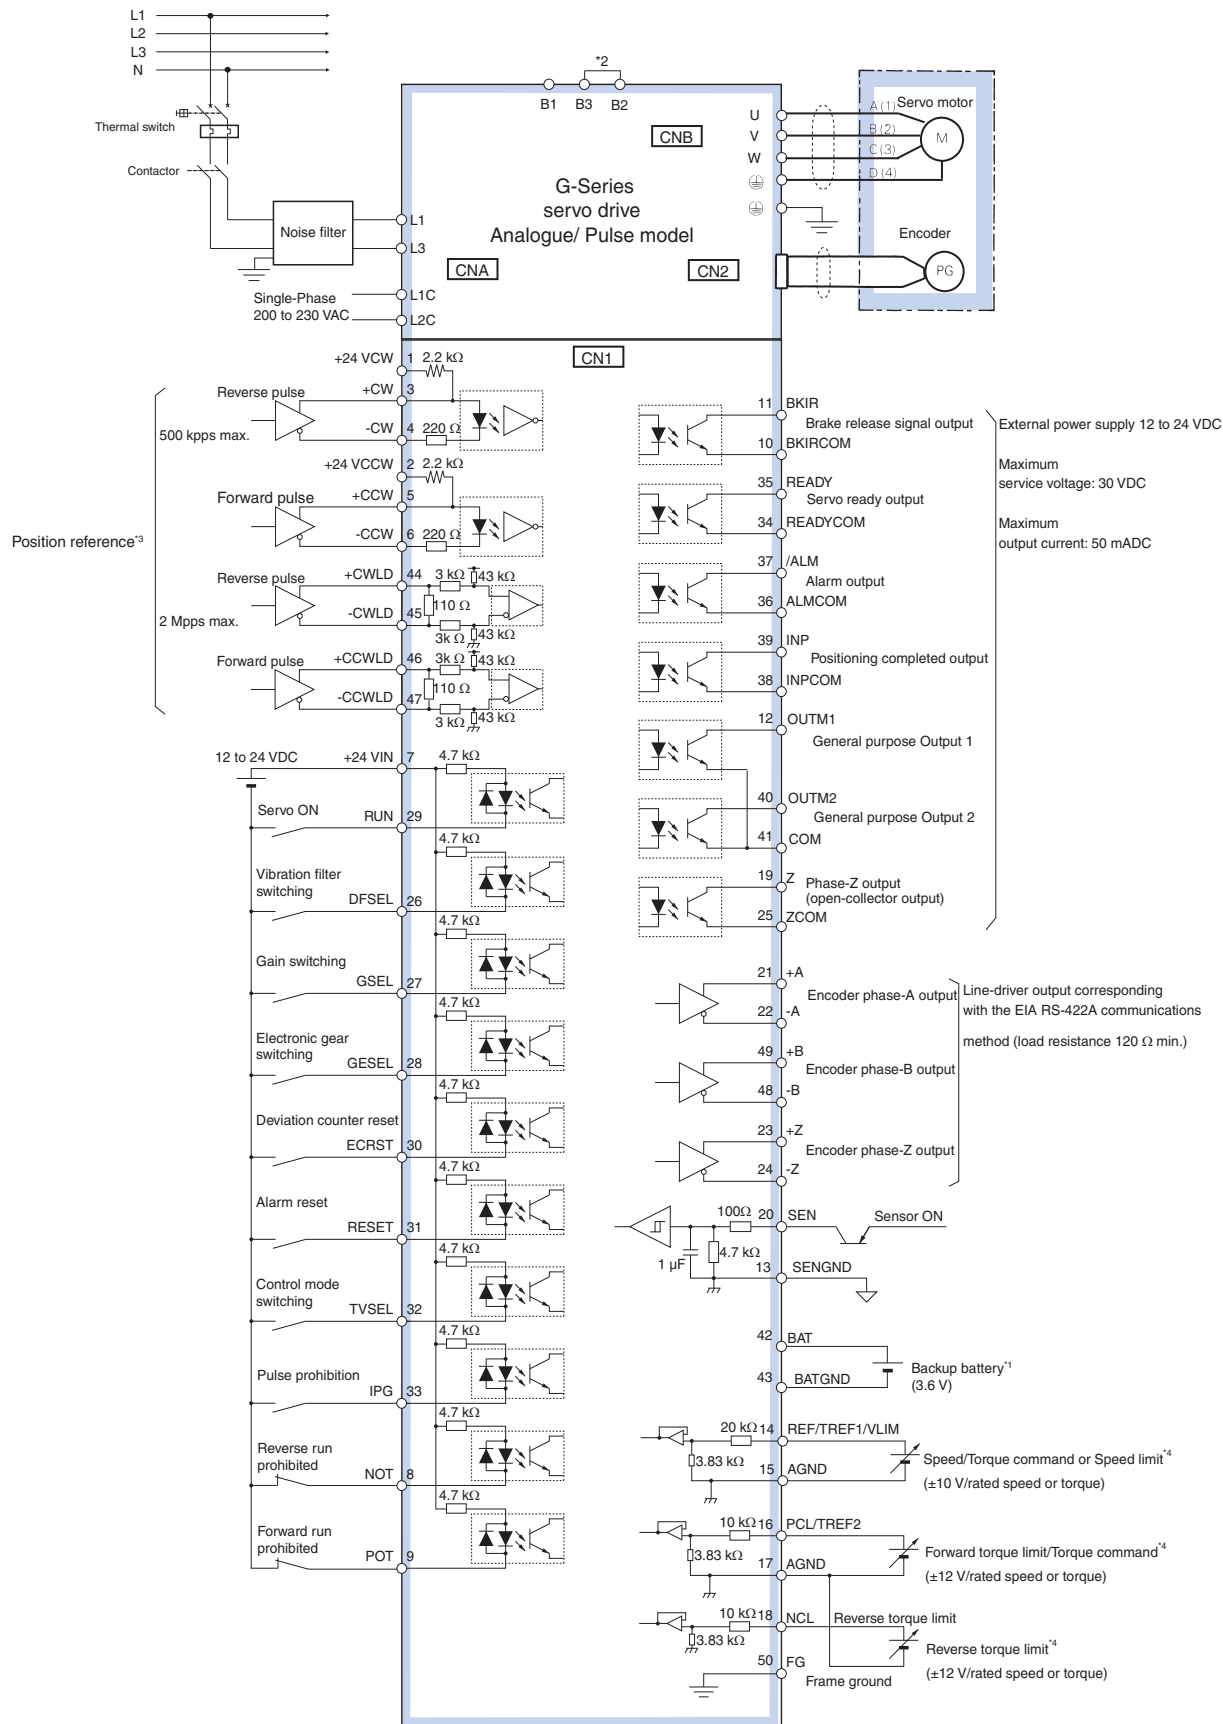 L1
L2
L3
N
Thermal switch
Contactor
Noise filter
L1
L3
Single-Phase
200 to 230 VAC
L1C
L2C
*2
B1 B3 B2
CNB
CNA
CN2
G-Series
servo drive
Analogue/ Pulse model
U
V
W
A (1)
B (2)
C (3)
D (4)
Servo motor
M
Encoder
PG
CN1
Position reference*3
500 kpps max.
+24 VCW 1 2.2 kΩ
Reverse pulse
+CW 3
-CW 4 220 Ω
+24 VCCW 2 2.2 kΩ
Forward pulse
+CCW 5
-CCW 6 220 Ω
2 Mpps max.
Reverse pulse
+CWLD 44 3 kΩ 43 kΩ
110 Ω
-CWLD 45
3k Ω 43 kΩ
Forward pulse
+CCWLD 46 3k Ω 43 kΩ
110 Ω
-CCWLD 47
3 kΩ 43 kΩ
12 to 24 VDC +24 VIN 7 4.7 kΩ
Servo ON
RUN 29
4.7 kΩ
Vibration filter
switching
DFSEL 26
4.7 kΩ
Gain switching
GSEL 27
4.7 kΩ
Electronic gear
switching
GESEL 28
4.7 kΩ
Deviation counter reset
ECRST 30
4.7 kΩ
Alarm reset
RESET 31
4.7 kΩ
Control mode
switching
TVSEL 32
4.7 kΩ
Pulse prohibition
IPG 33
4.7 kΩ
Reverse run
prohibited
NOT 8
4.7 kΩ
Forward run
prohibited
POT 9
11 BKIR
Brake release signal output
10 BKIRCOM
35 READY
Servo ready output
34 READYCOM
37 /ALM
Alarm output
36 ALMCOM
39 INP
Positioning completed output
38 INPCOM
12 OUTM1
General purpose Output 1
40 OUTM2
General purpose Output 2
41 COM
19 Z
Phase-Z output
(open-collector output)
25 ZCOM
External power supply 12 to 24 VDC
Maximum
service voltage: 30 VDC
Maximum
output current: 50 mADC
21 +A
Encoder phase-A output
22 -A
49 +B
Encoder phase-B output
48 -B
23 +Z
Encoder phase-Z output
24 -Z
Line-driver output corresponding
with the EIA RS-422A communications
method (load resistance 120 Ω min.)
100Ω 20 SEN
Sensor ON
4.7 kΩ
1 µF
13 SENGND
42 BAT
Backup battery*1
(3.6 V)
43 BATGND
20 kΩ 14 REF/TREF1/VLIM
3.83 kΩ
15 AGND
Speed/Torque command or Speed limit*4
(±10 V/rated speed or torque)
10 kΩ 16 PCL/TREF2
3.83 kΩ
17 AGND
Forward torque limit/Torque command*4
(±12 V/rated speed or torque)
10 kΩ 18 NCL Reverse torque limit
3.83 kΩ
Reverse torque limit*4
(±12 V/rated speed or torque)
50 FG
Frame ground